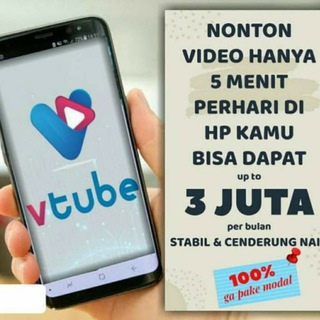 vtube
NONTON
VIDEO HANYA
5 MENIT
PERHARI DI
HP KAMU
BISA DAPAT
up to
3 JUTA
per bulan
STABIL & CENDERUNG NAI
100%
ga pake modal